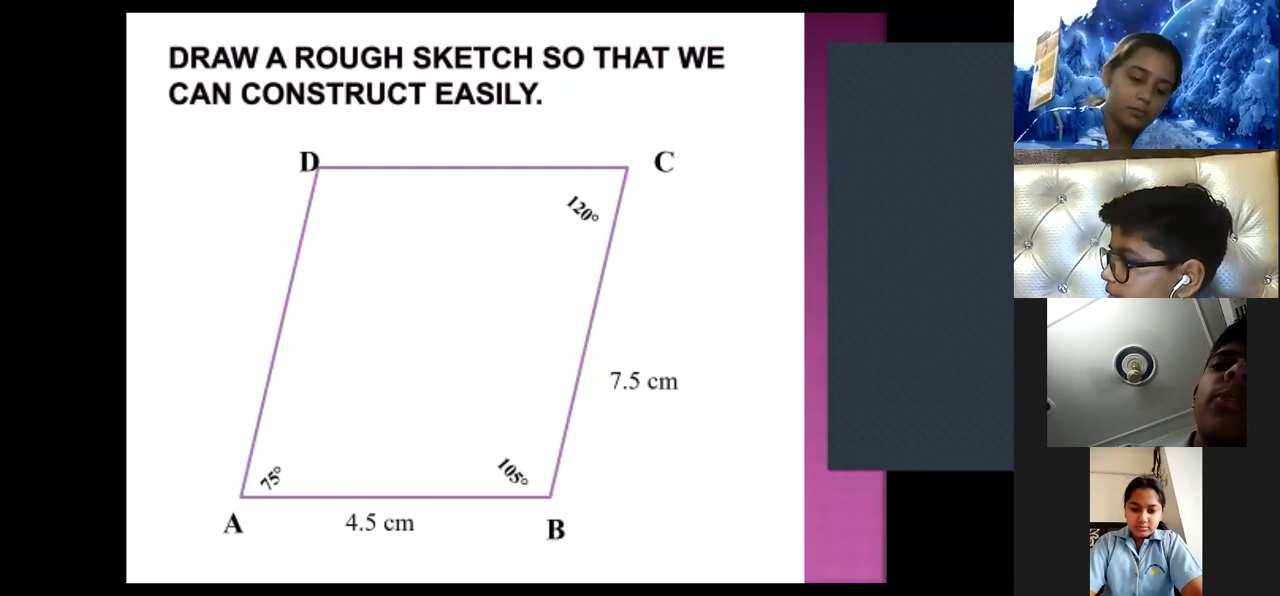 DRAW A ROUGH SKETCH SO THAT WE
CAN CONSTRUCT EASILY.
D
C
120°
7.5 cm
75°
105°
A
4.5 cm
B